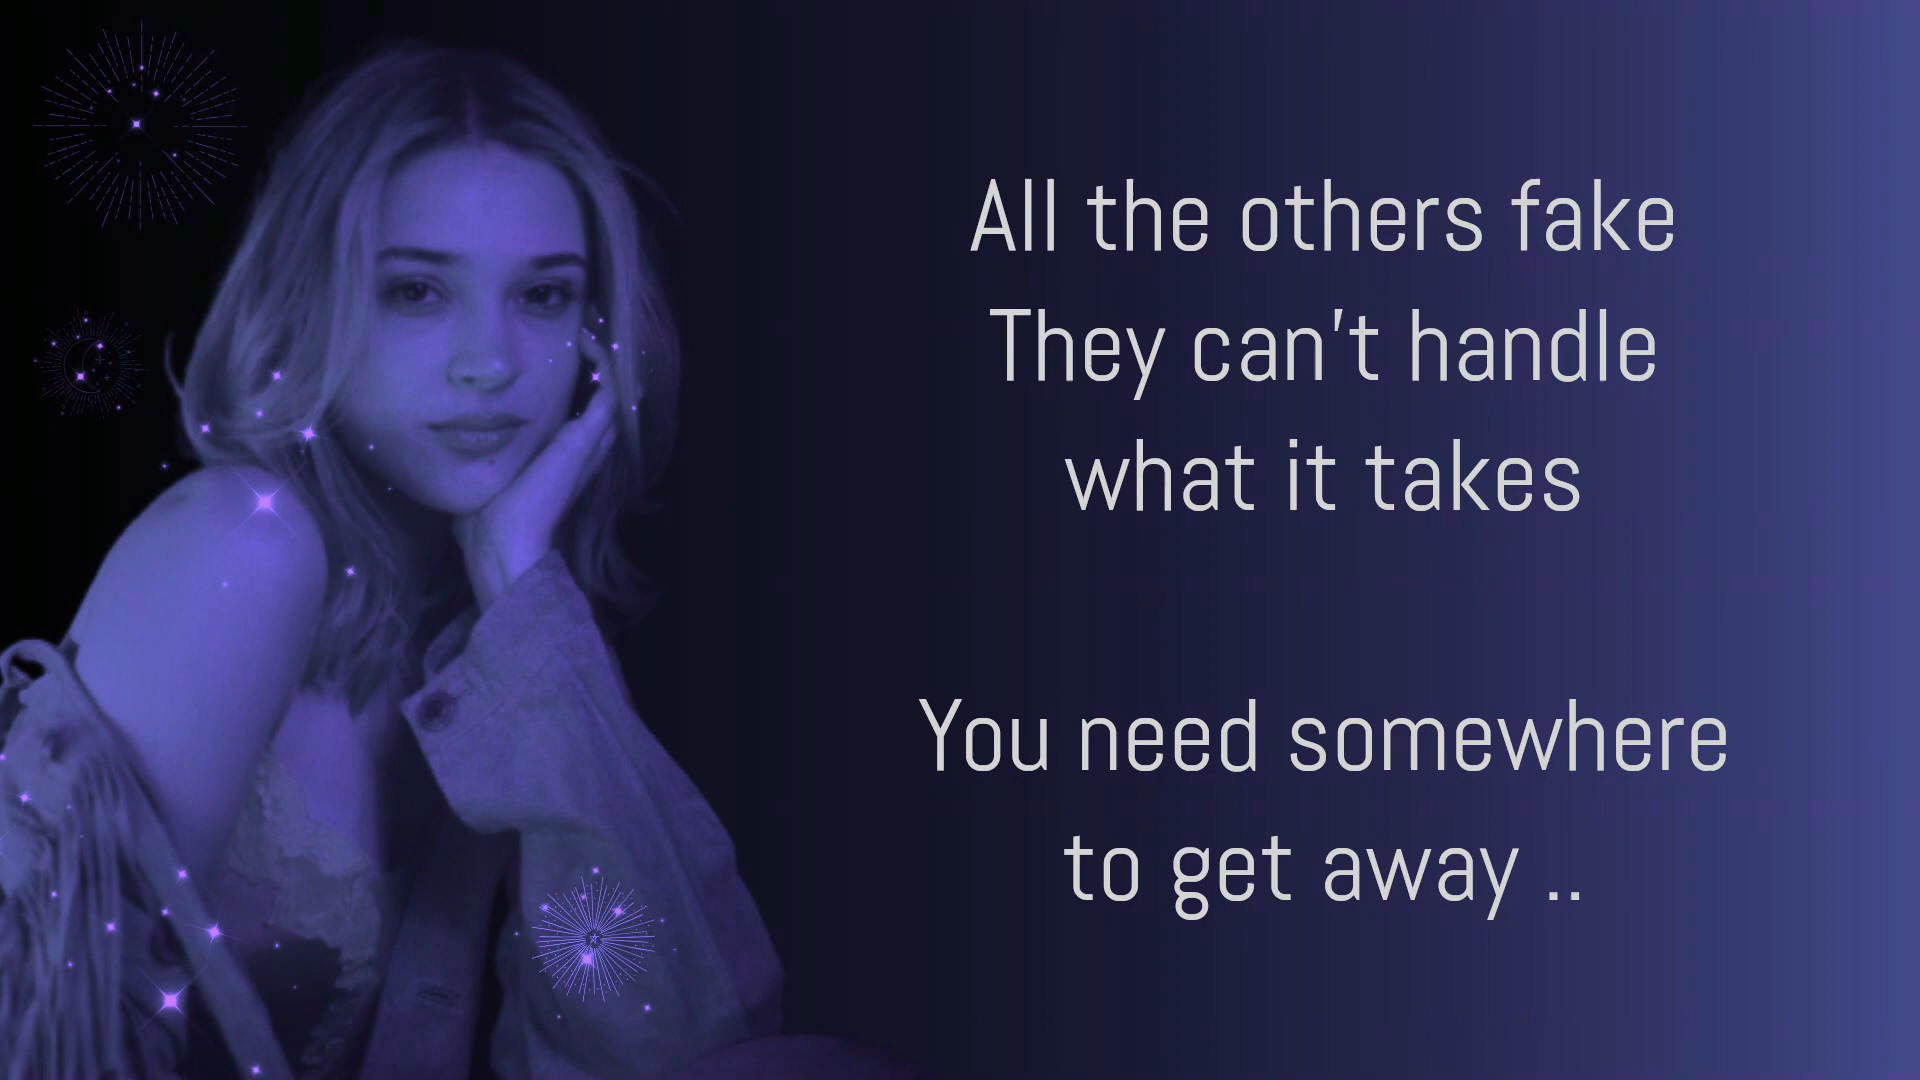 All the others fake
They can't handle
what it takes
You need somewhere
to get away ..